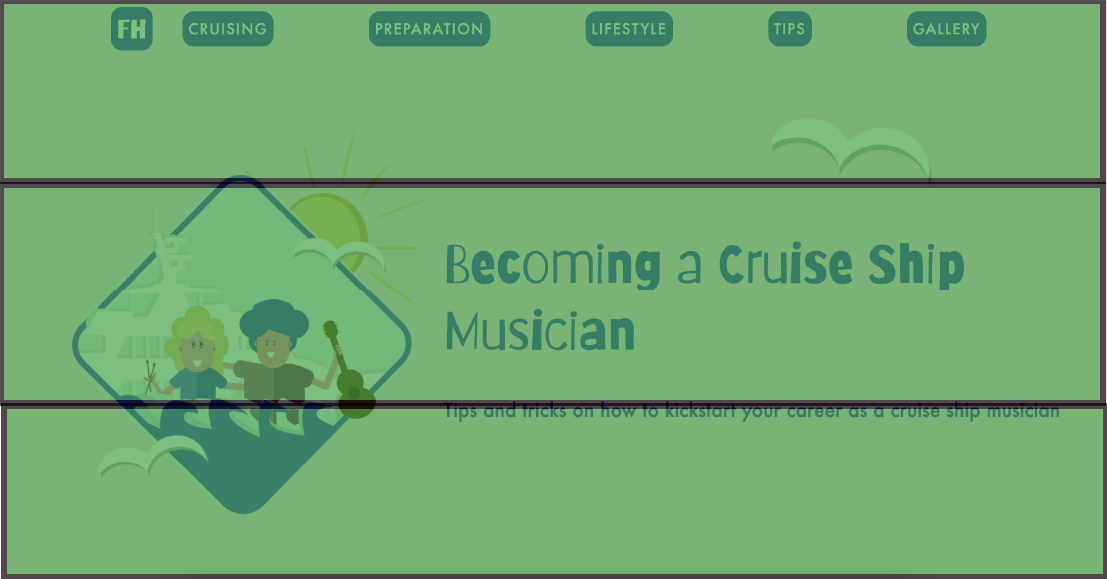 FH CRUISING PREPARATION LIFESTYLE TIPS GALLERY
Becoming a Cruise Ship
Musician
Tips and tricks on how to kickstart your career as a cruise ship musician